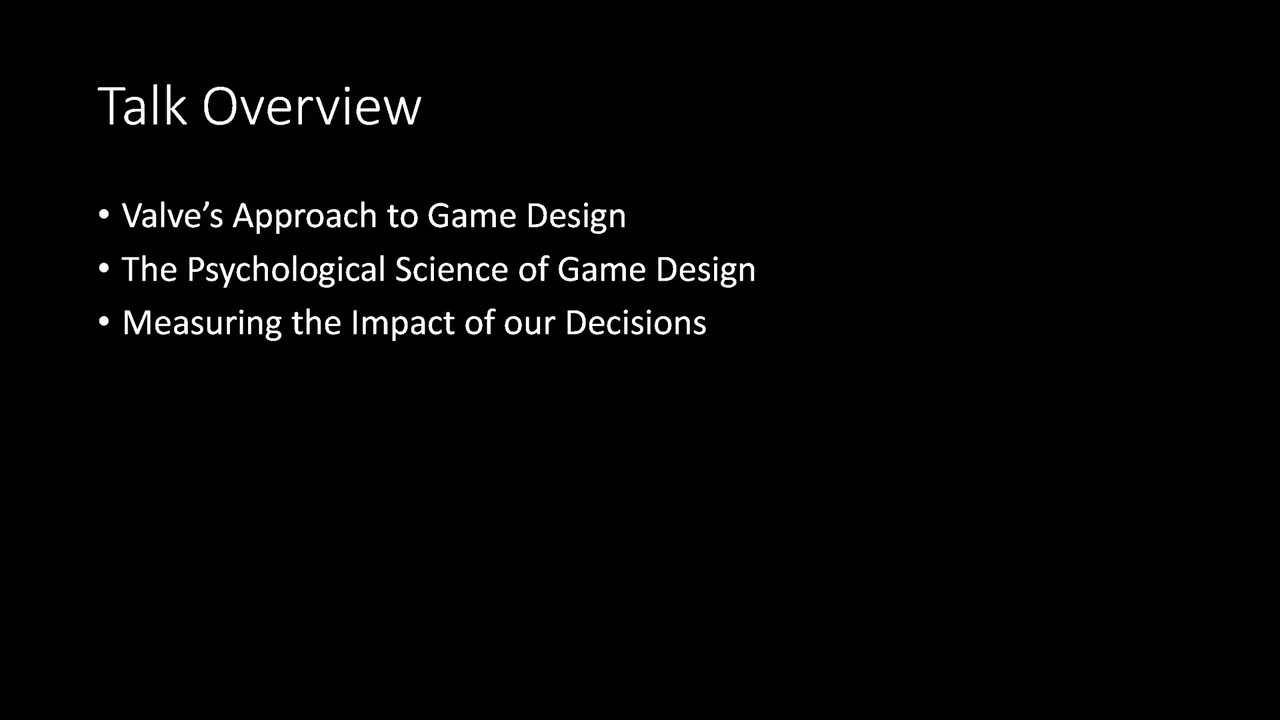 Talk Overview
• Valve’s Approach to Game Design
• The Psychological Science of Game Design
• Measuring the Impact of our Decisions